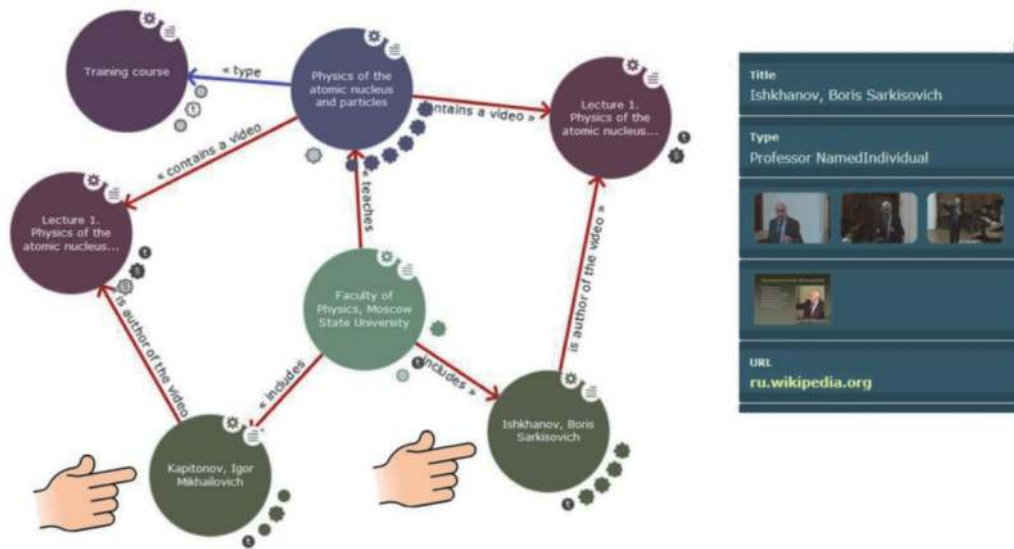 Training course
« type
Physics of the
atomic nucleus
and particles
ntains a video »
Lecture 1.
Physics of the
atomic nucleus...
« contains a video
« teaches
Lecture 1.
Physics of the
atomic nucleus...
Faculty of
Physics, Moscow
State University
is author of the video »
is author of the video
« includes
includes »
Kapitonov, Igor
Mikhailovich
Ishkhanov, Boris
Sarkisovich
Title
Ishkhanov, Boris Sarkisovich
Type
Professor NamedIndividual
URL
ru.wikipedia.org